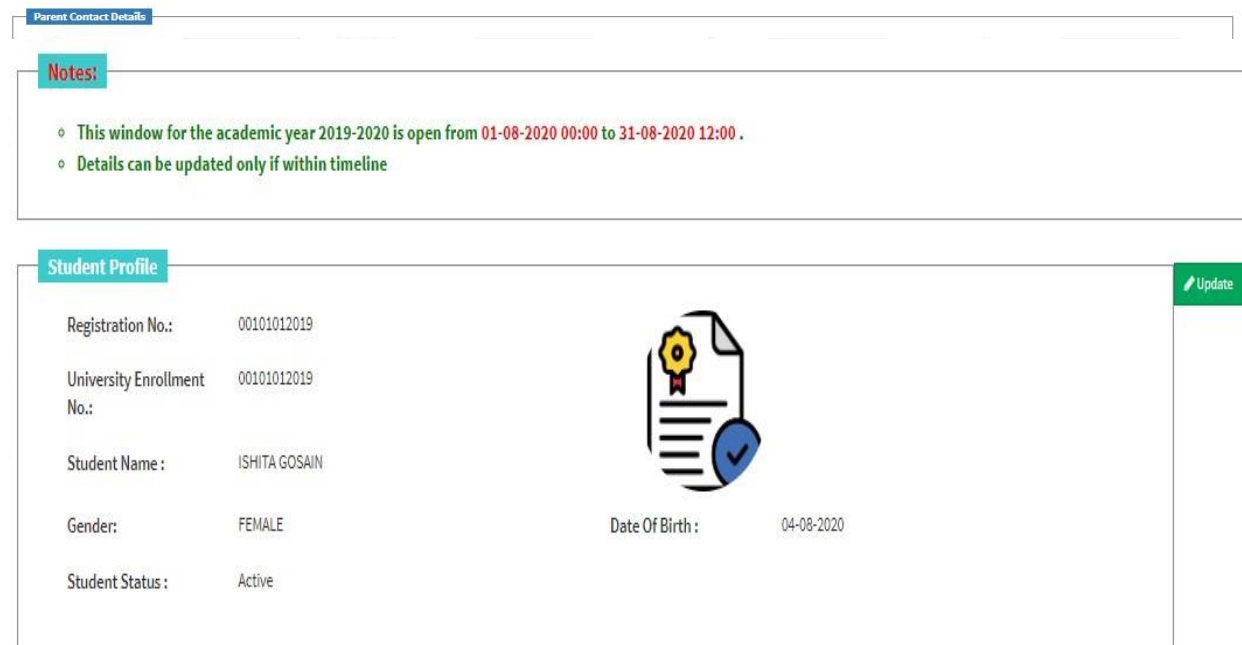 Parent Contact Details
Notes:
This window for the academic year 2019-2020 is open from 01-08-2020 00:00 to 31-08-2020 12:00 .
Details can be updated only if within timeline
Student Profile
Update
Registration No.: 00101012019
University Enrollment 00101012019
No.:
Student Name : ISHITA GOSAIN
Gender: FEMALE Date Of Birth : 04-08-2020
Student Status : Active